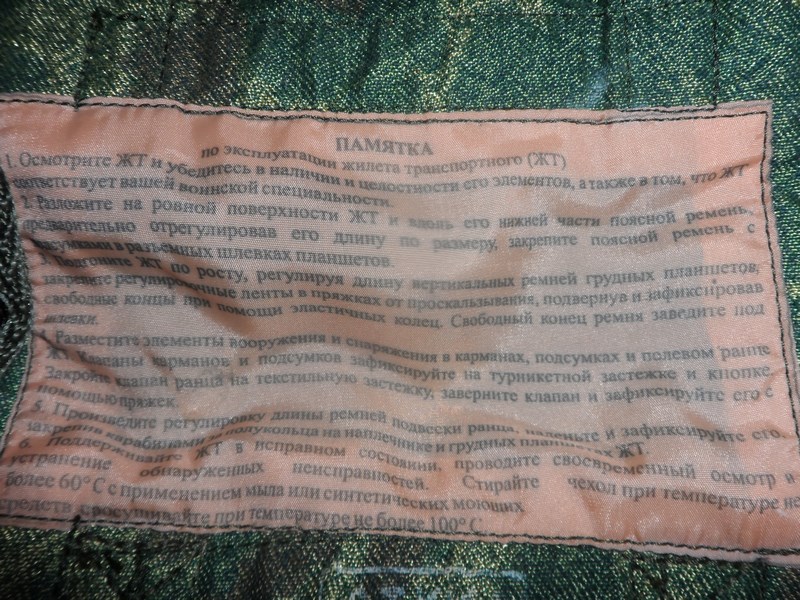 ПАМЯТКА
по эксплуатации жилета транспортного (ЖТ)
1. Осмотрите ЖТ и убедитесь в наличии и целостности его элементов, а также в том, что ЖТ
соответствует вашей воинской специальности.
2. Разложите на ровной поверхности ЖТ и вдоль его нижней части поясной ремень,
предварительно отрегулировав его длину по размеру, закрепите поясной ремень с
подсумками в разъемных шлевках планшетов.
3. Подгоните ЖТ по росту, регулируя длину вертикальных ремней грудных планшетов,
закрепите регулировочные ленты в пряжках от проскальзывания, подвернув и зафиксировав
свободные концы при помощи эластичных колец. Свободный конец ремня заведите под
шлевки.
4. Разместите элементы вооружения и снаряжения в карманах, подсумках и полевом ранце
ЖТ. Клапаны карманов и подсумков зафиксируйте на турникетной застежке и кнопке.
Закройте клапан ранца на текстильную застежку, заверните клапан и зафиксируйте его с
помощью пряжек.
5. Произведите регулировку длины ремней подвески ранца, наденьте и зафиксируйте его,
закрепив карабинами за полукольца на наплечнике и грудных планшетах ЖТ.
6. Поддерживайте ЖТ в исправном состоянии, проводите своевременный осмотр и
устранение обнаруженных неисправностей. Стирайте чехол при температуре не
более 60° С с применением мыла или синтетических моющих
средств с просушивайте при температуре не более 100° С